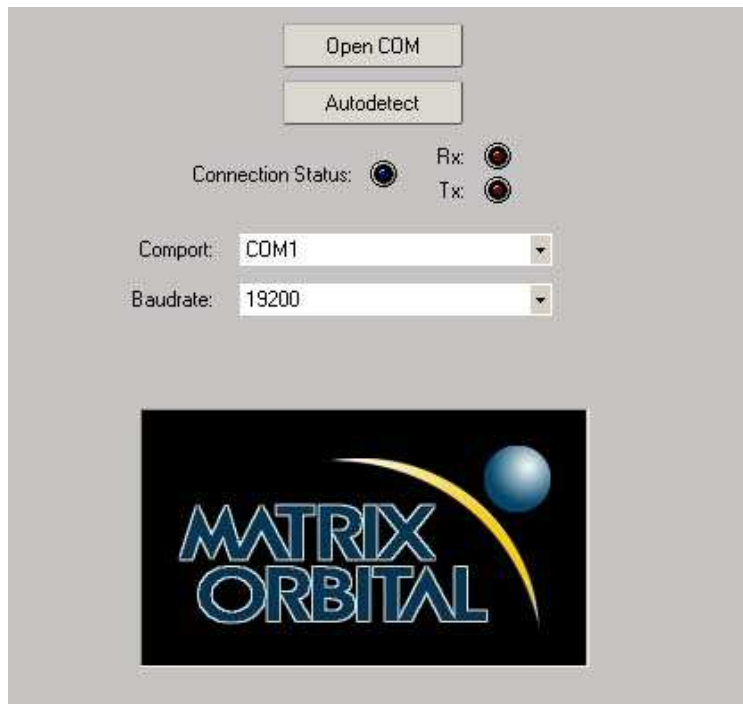 Open COM
Autodetect
Connection Status:
Rx:
Tx:
Comport: COM1
Baudrate: 19200
MATRIX
ORBITAL